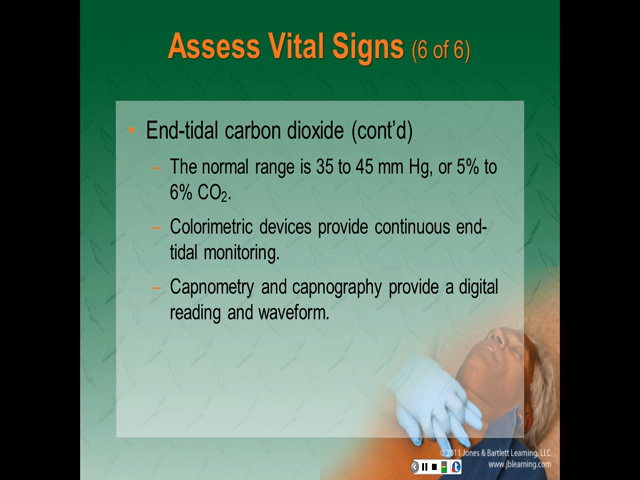 Assess Vital Signs (6 of 6)
• End-tidal carbon dioxide (cont’d)
– The normal range is 35 to 45 mm Hg, or 5% to
6% CO₂.
– Colorimetric devices provide continuous end-
tidal monitoring.
– Capnometry and capnography provide a digital
reading and waveform.
© 2011 Jones & Bartlett Learning, LLC
www.jblearning.com